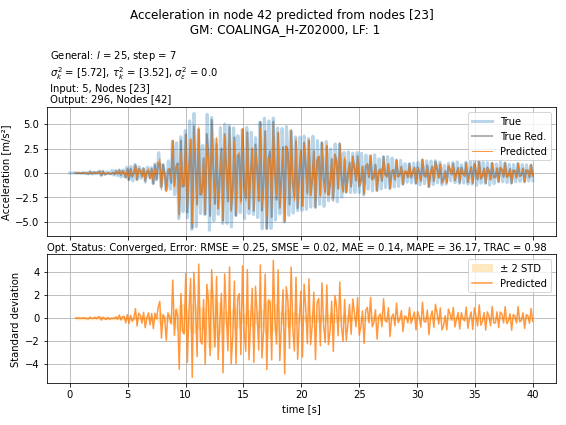 Acceleration in node 42 predicted from nodes [23]
GM: COALINGA_H-Z02000, LF: 1
General: l = 25, step = 7
σ²ₖ = [5.72], τ²ₖ = [3.52], σ²ε = 0.0
Input: 5, Nodes [23]
Output: 296, Nodes [42]
Acceleration [m/s²]
5.0
2.5
0.0
−2.5
−5.0
True
True Red.
Predicted
Opt. Status: Converged, Error: RMSE = 0.25, SMSE = 0.02, MAE = 0.14, MAPE = 36.17, TRAC = 0.98
Standard deviation
4
2
0
−2
−4
± 2 STD
Predicted
0 5 10 15 20 25 30 35 40
time [s]